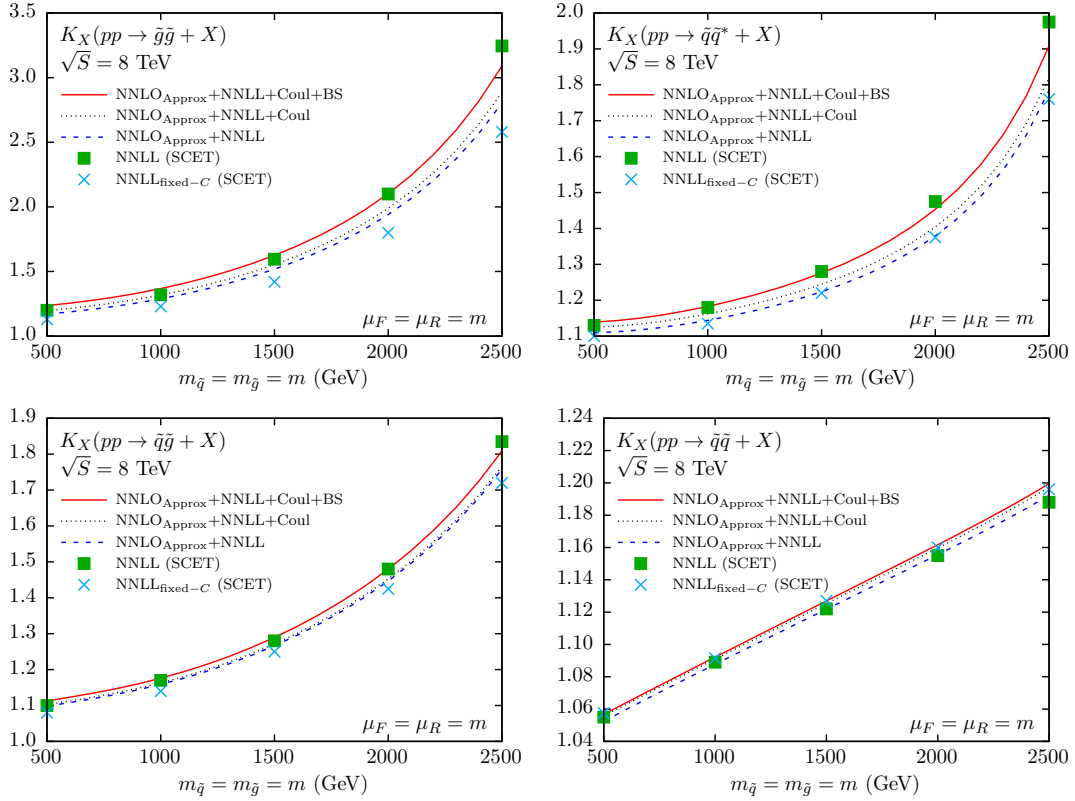 K_X(pp → g̃g̃ + X)
√S = 8 TeV
NNLO_Approx+NNLL+Coul+BS
NNLO_Approx+NNLL+Coul
NNLO_Approx+NNLL
NNLL (SCET)
NNLL_fixed−C (SCET)
μ_F = μ_R = m
3.5
3.0
2.5
2.0
1.5
1.0
500 1000 1500 2000 2500
m_q̃ = m_g̃ = m (GeV)
K_X(pp → q̃q̃* + X)
√S = 8 TeV
NNLO_Approx+NNLL+Coul+BS
NNLO_Approx+NNLL+Coul
NNLO_Approx+NNLL
NNLL (SCET)
NNLL_fixed−C (SCET)
μ_F = μ_R = m
2.0
1.9
1.8
1.7
1.6
1.5
1.4
1.3
1.2
1.1
500 1000 1500 2000 2500
m_q̃ = m_g̃ = m (GeV)
K_X(pp → q̃g̃ + X)
√S = 8 TeV
NNLO_Approx+NNLL+Coul+BS
NNLO_Approx+NNLL+Coul
NNLO_Approx+NNLL
NNLL (SCET)
NNLL_fixed−C (SCET)
μ_F = μ_R = m
1.9
1.8
1.7
1.6
1.5
1.4
1.3
1.2
1.1
1.0
500 1000 1500 2000 2500
m_q̃ = m_g̃ = m (GeV)
K_X(pp → q̃q̃ + X)
√S = 8 TeV
NNLO_Approx+NNLL+Coul+BS
NNLO_Approx+NNLL+Coul
NNLO_Approx+NNLL
NNLL (SCET)
NNLL_fixed−C (SCET)
μ_F = μ_R = m
1.24
1.22
1.20
1.18
1.16
1.14
1.12
1.10
1.08
1.06
1.04
500 1000 1500 2000 2500
m_q̃ = m_g̃ = m (GeV)